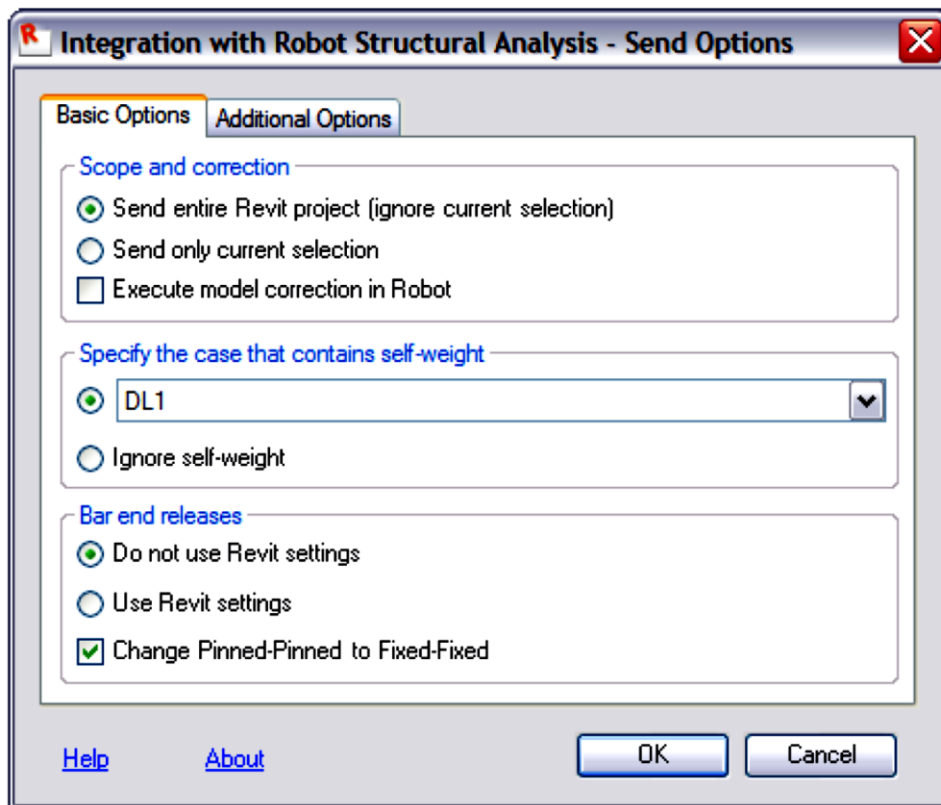 R
Integration with Robot Structural Analysis - Send Options
Basic Options Additional Options
Scope and correction
Send entire Revit project (ignore current selection)
Send only current selection
Execute model correction in Robot
Specify the case that contains self-weight
DL1
Ignore self-weight
Bar end releases
Do not use Revit settings
Use Revit settings
Change Pinned-Pinned to Fixed-Fixed
Help About OK Cancel